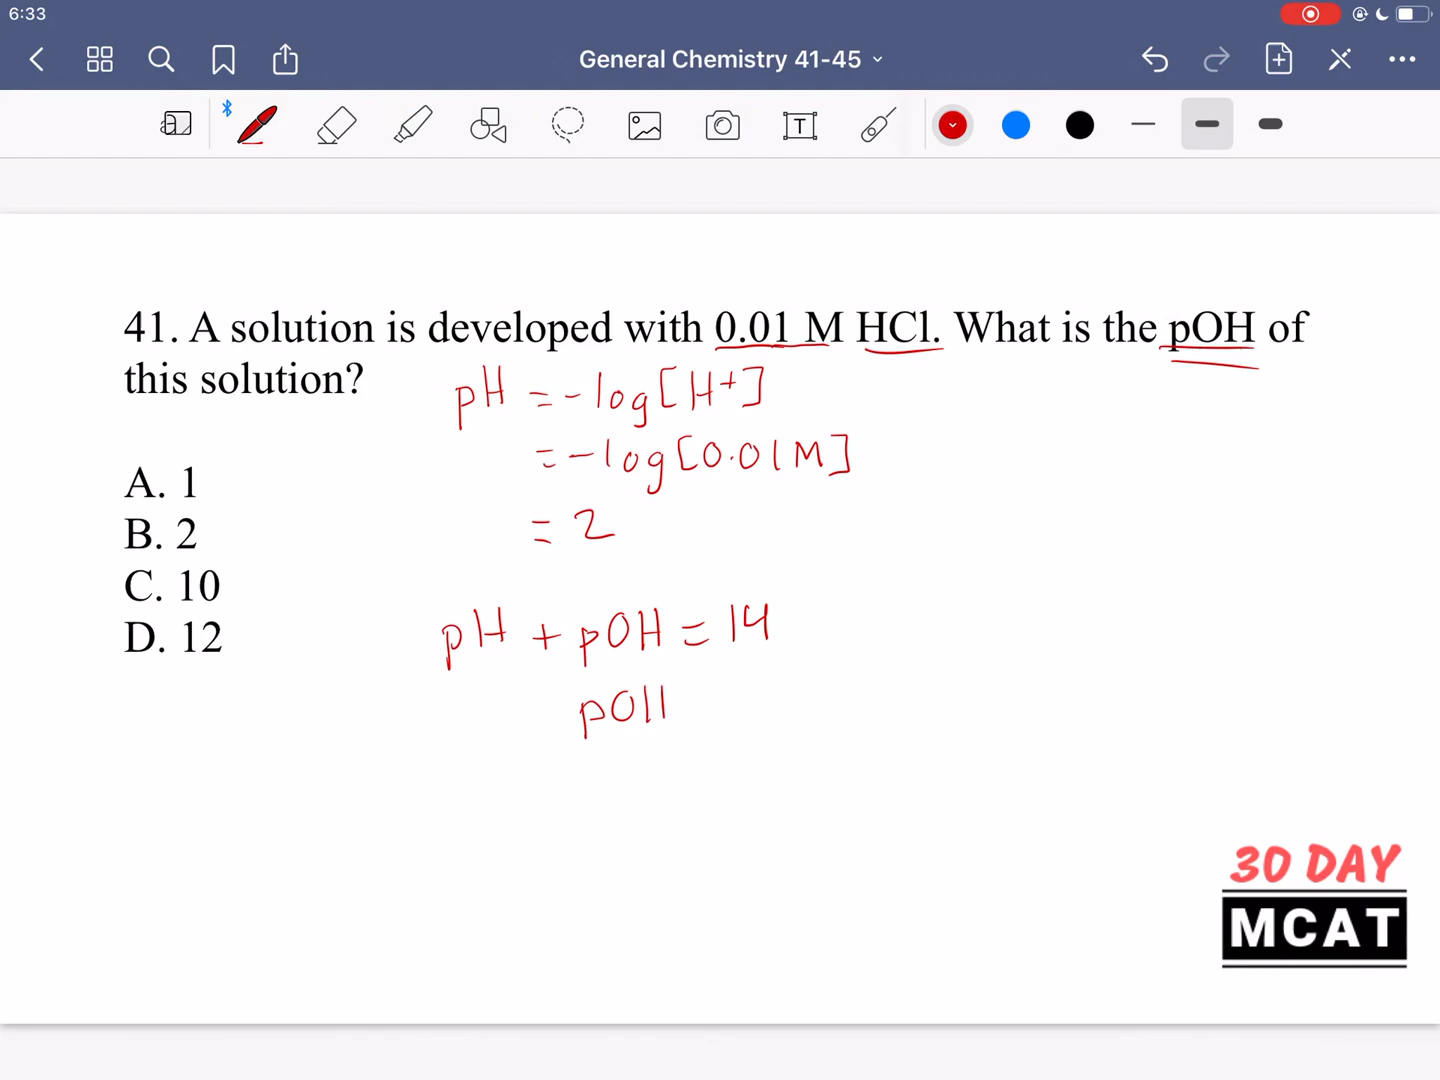 6:33
General Chemistry 41-45
T
41. A solution is developed with 0.01 M HCl. What is the pOH of
this solution?
pH = -log[H+]
= -log[0.01M]
= 2
A. 1
B. 2
C. 10
D. 12
pH + pOH = 14
pOH
30 DAY
MCAT